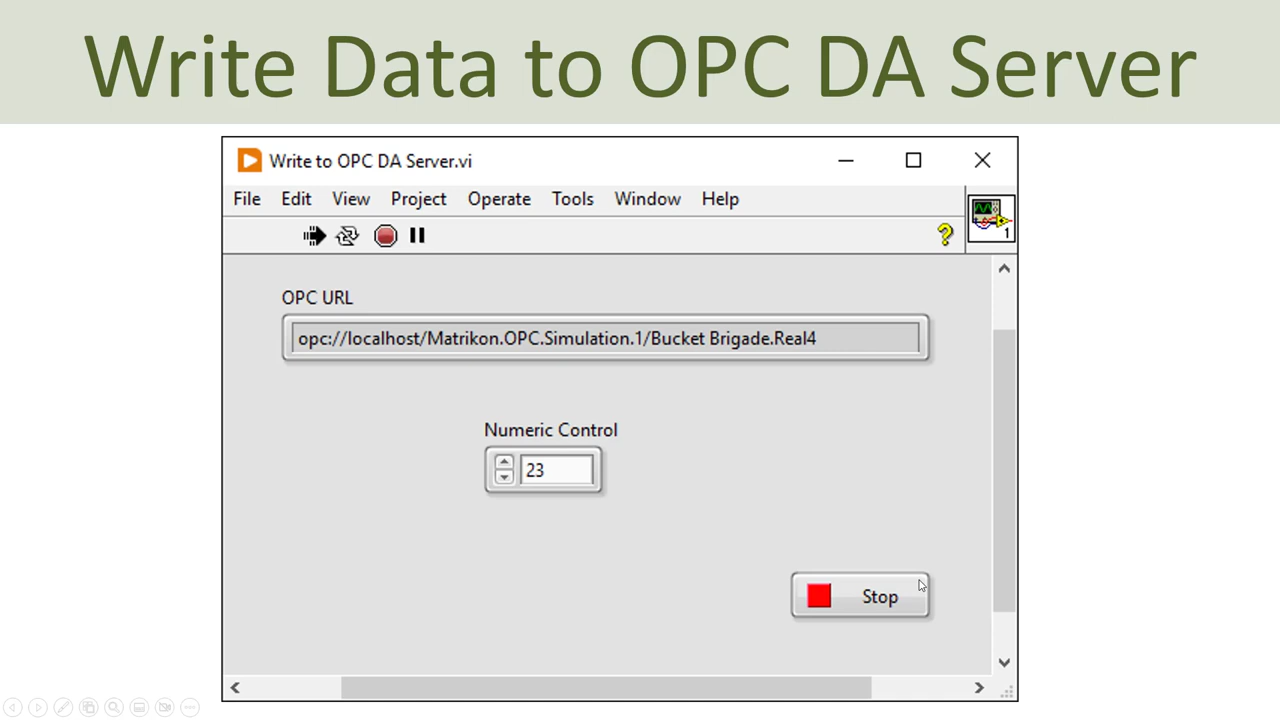 Write Data to OPC DA Server
Write to OPC DA Server.vi
File Edit View Project Operate Tools Window Help
?
1
OPC URL
opc://localhost/Matrikon.OPC.Simulation.1/Bucket Brigade.Real4
Numeric Control
23
Stop